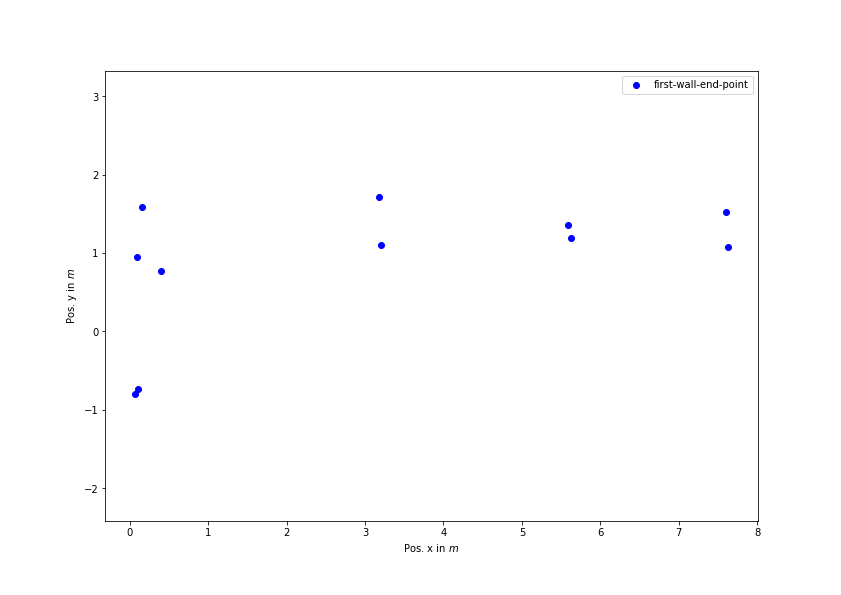 first-wall-end-point
3
2
1
0
−1
−2
Pos. y in m
0 1 2 3 4 5 6 7 8
Pos. x in m